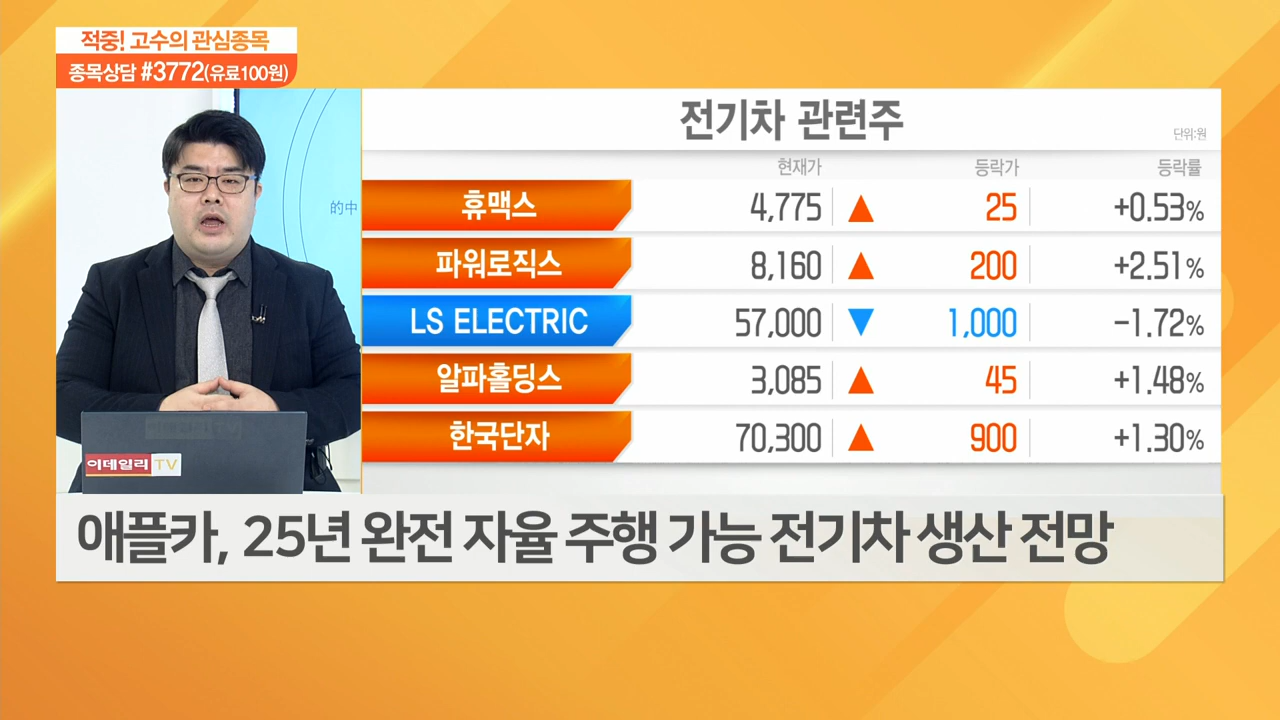 적중! 고수의 관심종목
종목상담 #3772(유료100원)
的中
전기차 관련주
단위:원
현재가 등락가 등락률
휴맥스 4,775 ▲ 25 +0.53%
파워로직스 8,160 ▲ 200 +2.51%
LS ELECTRIC 57,000 ▼ 1,000 -1.72%
알파홀딩스 3,085 ▲ 45 +1.48%
한국단자 70,300 ▲ 900 +1.30%
이데일리 TV
애플카, 25년 완전 자율 주행 가능 전기차 생산 전망